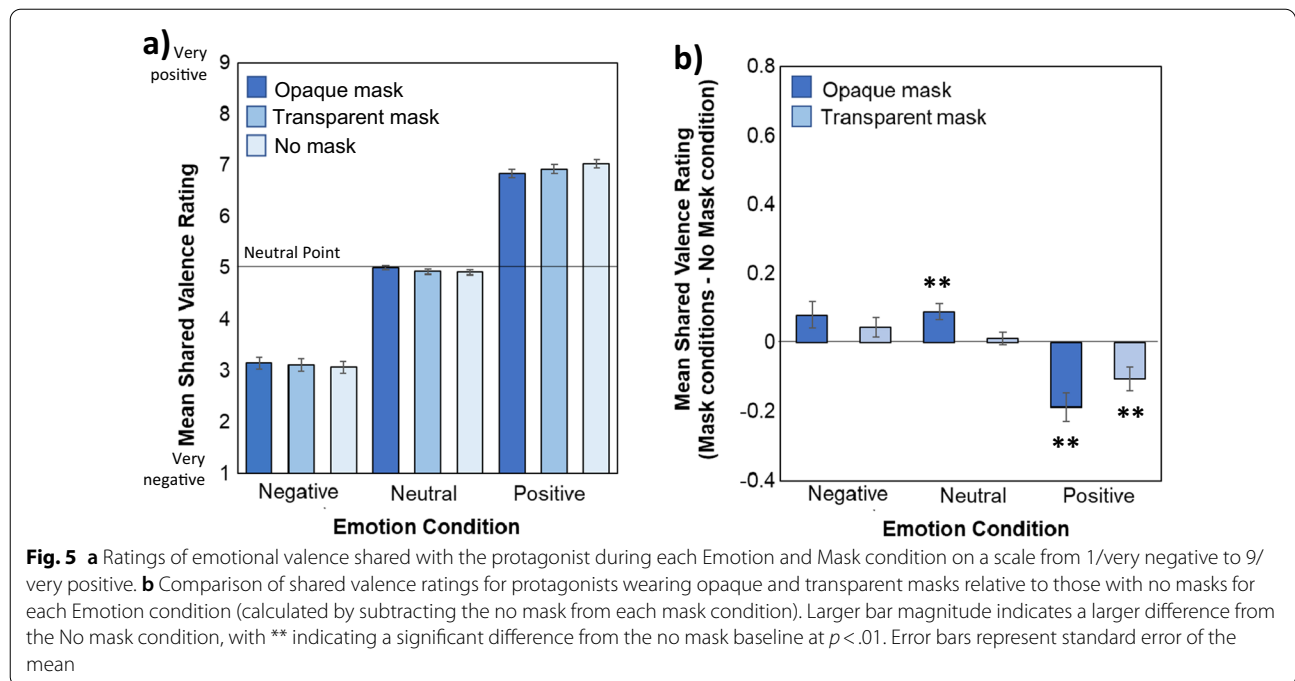 a)
Very
positive
9
8
7
6
5
4
3
2
1
Very
negative
Mean Shared Valence Rating
Opaque mask
Transparent mask
No mask
Neutral Point
Negative Neutral Positive
Emotion Condition
b)
0.8
0.6
0.4
0.2
0
-0.2
-0.4
Mean Shared Valence Rating
(Mask conditions - No Mask condition)
Opaque mask
Transparent mask
**
**
**
Negative Neutral Positive
Emotion Condition
Fig. 5 a Ratings of emotional valence shared with the protagonist during each Emotion and Mask condition on a scale from 1/very negative to 9/
very positive. b Comparison of shared valence ratings for protagonists wearing opaque and transparent masks relative to those with no masks for
each Emotion condition (calculated by subtracting the no mask from each mask condition). Larger bar magnitude indicates a larger difference from
the No mask condition, with ** indicating a significant difference from the no mask baseline at p < .01. Error bars represent standard error of the
mean